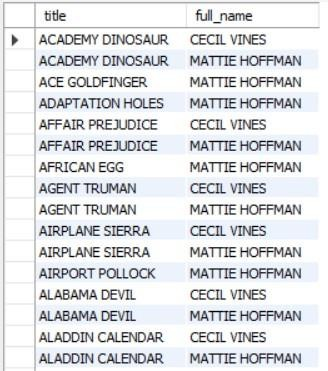 title full_name
ACADEMY DINOSAUR CECIL VINES
ACADEMY DINOSAUR MATTIE HOFFMAN
ACE GOLDFINGER MATTIE HOFFMAN
ADAPTATION HOLES MATTIE HOFFMAN
AFFAIR PREJUDICE CECIL VINES
AFFAIR PREJUDICE MATTIE HOFFMAN
AFRICAN EGG MATTIE HOFFMAN
AGENT TRUMAN CECIL VINES
AGENT TRUMAN MATTIE HOFFMAN
AIRPLANE SIERRA CECIL VINES
AIRPLANE SIERRA MATTIE HOFFMAN
AIRPORT POLLOCK MATTIE HOFFMAN
ALABAMA DEVIL CECIL VINES
ALABAMA DEVIL MATTIE HOFFMAN
ALADDIN CALENDAR CECIL VINES
ALADDIN CALENDAR MATTIE HOFFMAN